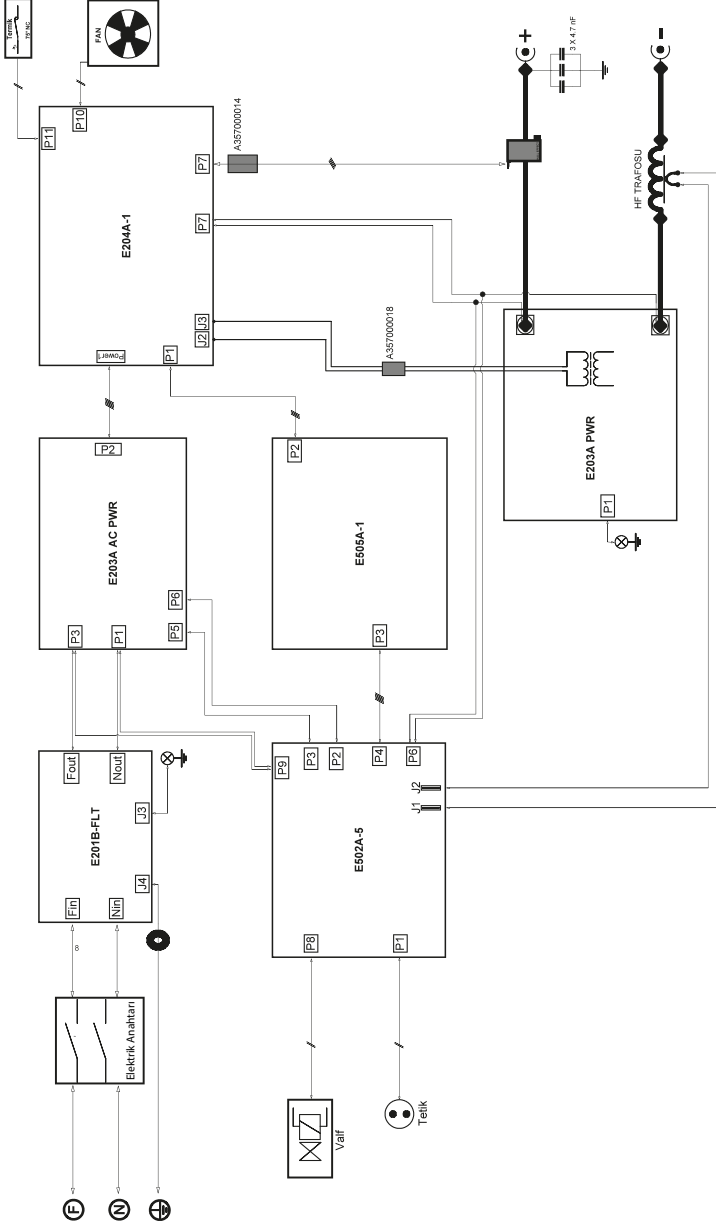 Termik
75° NC
FAN
P11
P10
E204A-1
P7
A357000014
P7
J3
J2
P1
Power1
A357000018
+
3 X 4.7 nF
-
HF TRAFOSU
P2
E203A AC PWR
P3
P1
P6
P5
P2
E505A-1
P3
E203A PWR
P1
Fout
Nout
E201B-FLT
J3
J4
Fin
Nin
8
P9
P3
P2
P4
P6
J2
J1
E502A-5
P8
P1
Elektrik Anahtarı
Valf
Tetik
F
N